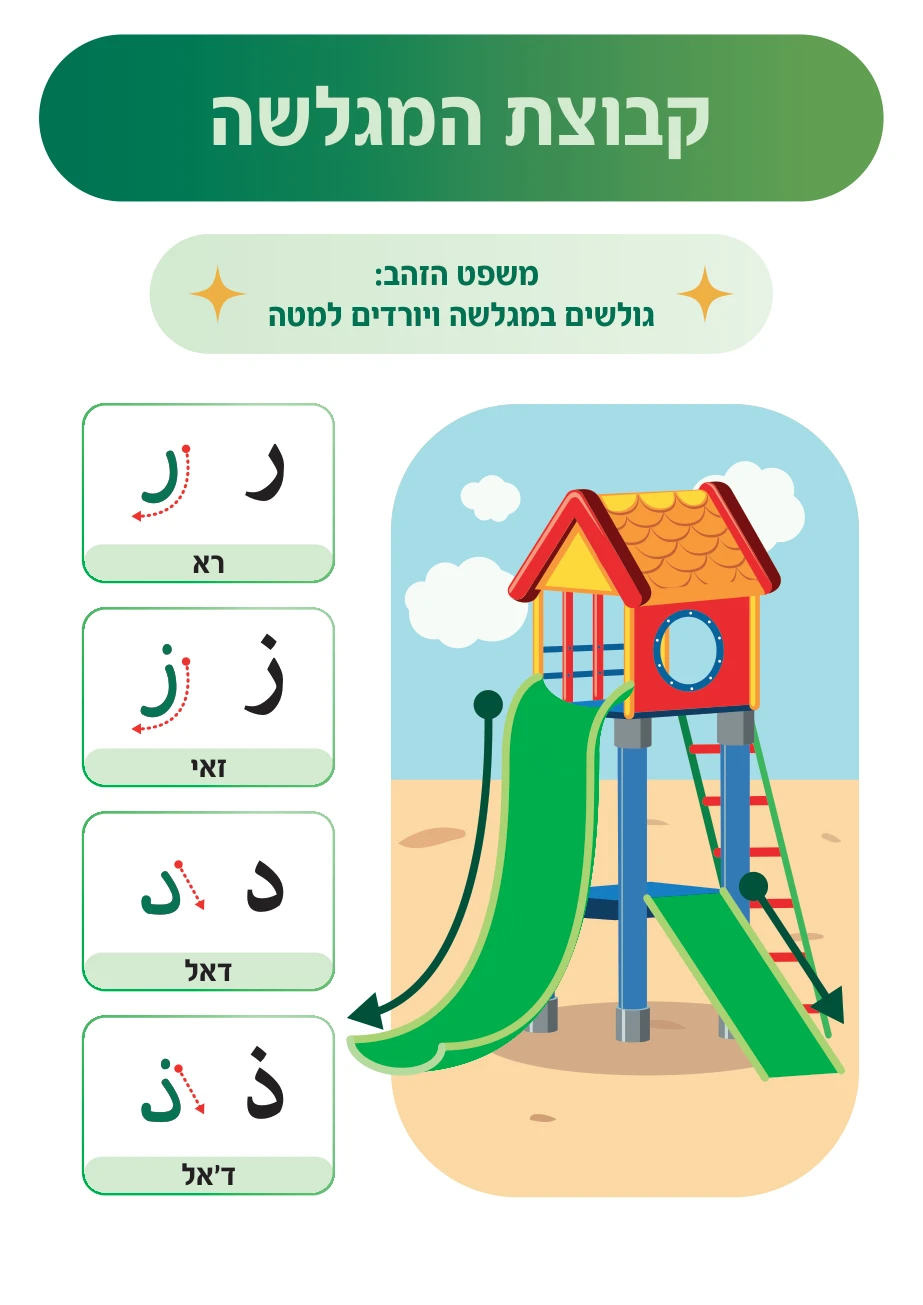 קבוצת המגלשה
משפט הזהב:
גולשים במגלשה ויורדים למטה
ر ر
רא
ز ز
זאי
د د
דאל
ذ ذ
ד'אל